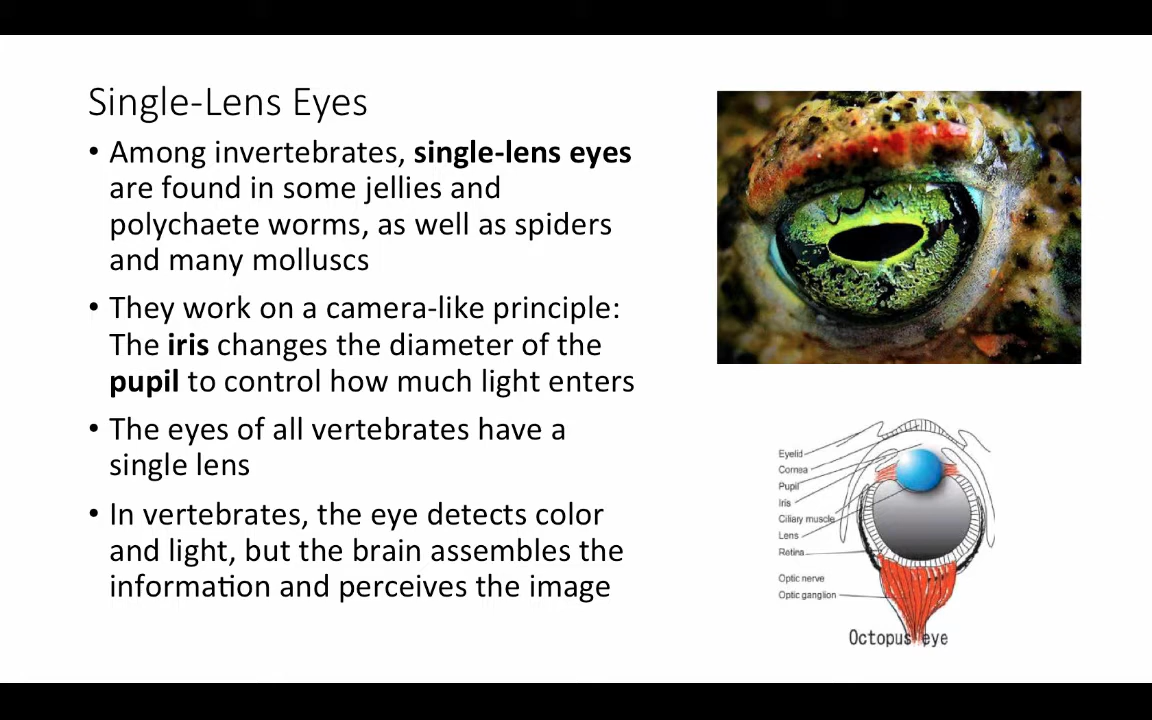 Single-Lens Eyes
• Among invertebrates, single-lens eyes
are found in some jellies and
polychaete worms, as well as spiders
and many molluscs
• They work on a camera-like principle:
The iris changes the diameter of the
pupil to control how much light enters
• The eyes of all vertebrates have a
single lens
• In vertebrates, the eye detects color
and light, but the brain assembles the
information and perceives the image
Eyelid
Cornea
Pupil
Iris
Ciliary muscle
Lens
Retina
Optic nerve
Optic ganglion
Octopus eye